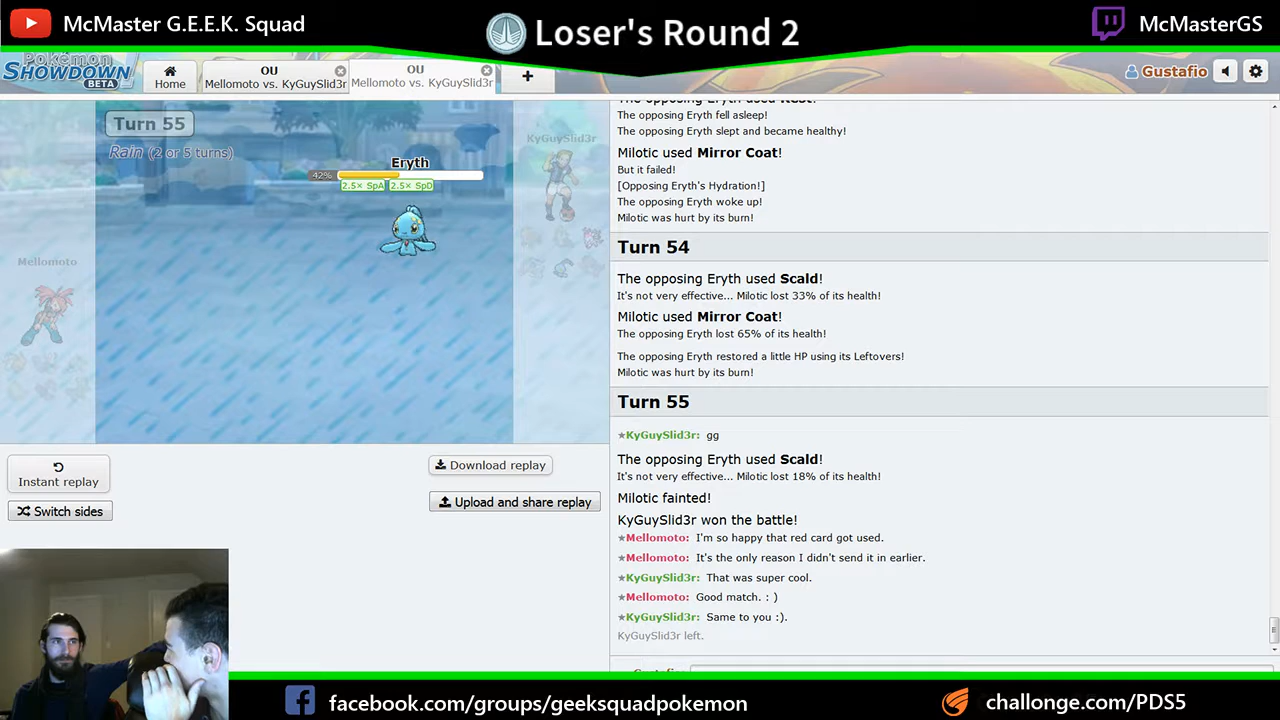 McMaster G.E.E.K. Squad
Loser's Round 2
McMasterGS
Pokémon
SHOWDOWN
BETA
Home
OU
Mellomoto vs. KyGuySlid3r
OU
Mellomoto vs. KyGuySlid3r
+
Gustafio
Turn 55
Rain (2 or 5 turns)
Eryth
42%
2.5× SpA 2.5× SpD
KyGuySlid3r
Mellomoto
Instant replay
Switch sides
Download replay
Upload and share replay
The opposing Eryth used Rest!
The opposing Eryth fell asleep!
The opposing Eryth slept and became healthy!
Milotic used Mirror Coat!
But it failed!
[Opposing Eryth's Hydration!]
The opposing Eryth woke up!
Milotic was hurt by its burn!
Turn 54
The opposing Eryth used Scald!
It's not very effective... Milotic lost 33% of its health!
Milotic used Mirror Coat!
The opposing Eryth lost 65% of its health!
The opposing Eryth restored a little HP using its Leftovers!
Milotic was hurt by its burn!
Turn 55
★KyGuySlid3r: gg
The opposing Eryth used Scald!
It's not very effective... Milotic lost 18% of its health!
Milotic fainted!
KyGuySlid3r won the battle!
★Mellomoto: I'm so happy that red card got used.
★Mellomoto: It's the only reason I didn't send it in earlier.
★KyGuySlid3r: That was super cool.
★Mellomoto: Good match. : )
★KyGuySlid3r: Same to you :).
KyGuySlid3r left.
facebook.com/groups/geeksquadpokemon
challonge.com/PDS5